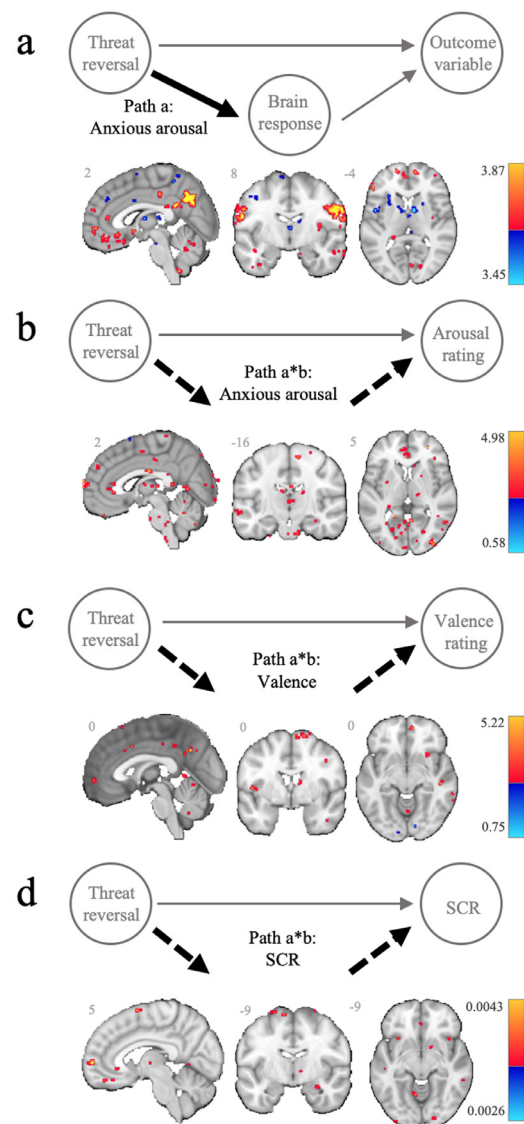 a
Threat
reversal
Outcome
variable
Path a:
Anxious arousal
Brain
response
2
8
-4
3.87
3.45
b
Threat
reversal
Arousal
rating
Path a*b:
Anxious arousal
2
-16
5
4.98
0.58
c
Threat
reversal
Valence
rating
Path a*b:
Valence
0
0
0
5.22
0.75
d
Threat
reversal
SCR
Path a*b:
SCR
5
-9
-9
0.0043
0.0026